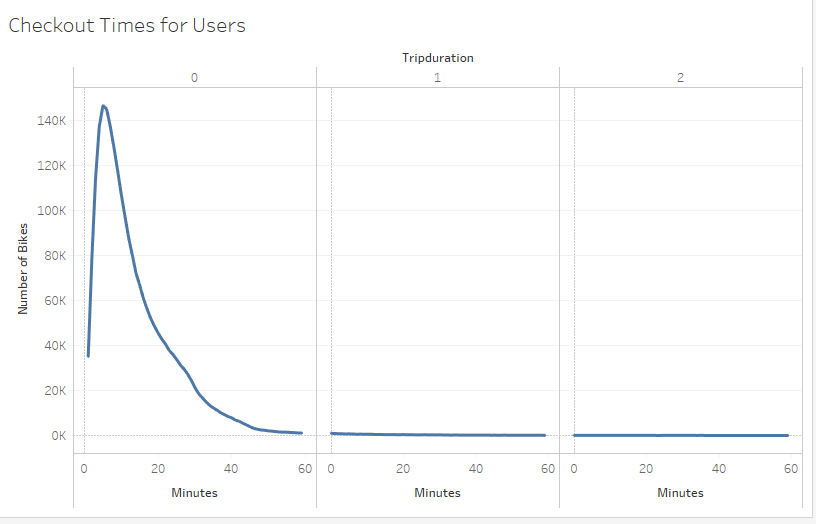 Checkout Times for Users
Tripduration
0 1 2
140K
120K
100K
80K
60K
40K
20K
0K
Number of Bikes
0 20 40 60 0 20 40 60 0 20 40 60
Minutes Minutes Minutes